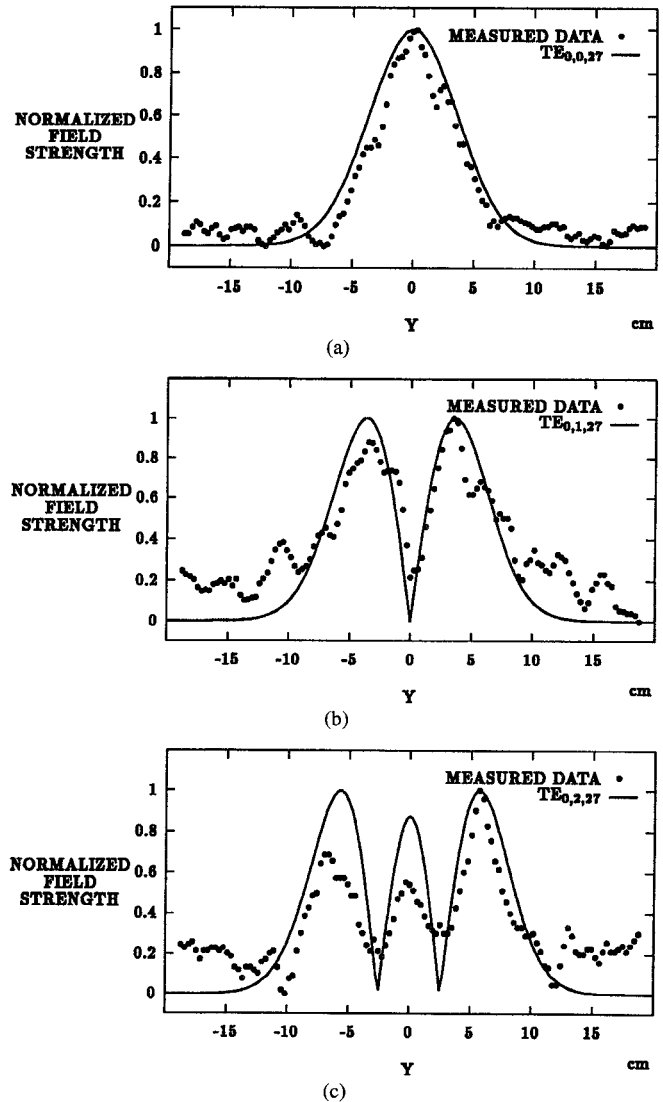 MEASURED DATA
TE0,0,27
NORMALIZED
FIELD
STRENGTH
1
0.8
0.6
0.4
0.2
0
-15 -10 -5 0 5 10 15
Y cm
(a)
MEASURED DATA
TE0,1,27
NORMALIZED
FIELD
STRENGTH
1
0.8
0.6
0.4
0.2
0
-15 -10 -5 0 5 10 15
Y cm
(b)
MEASURED DATA
TE0,2,27
NORMALIZED
FIELD
STRENGTH
1
0.8
0.6
0.4
0.2
0
-15 -10 -5 0 5 10 15
Y cm
(c)